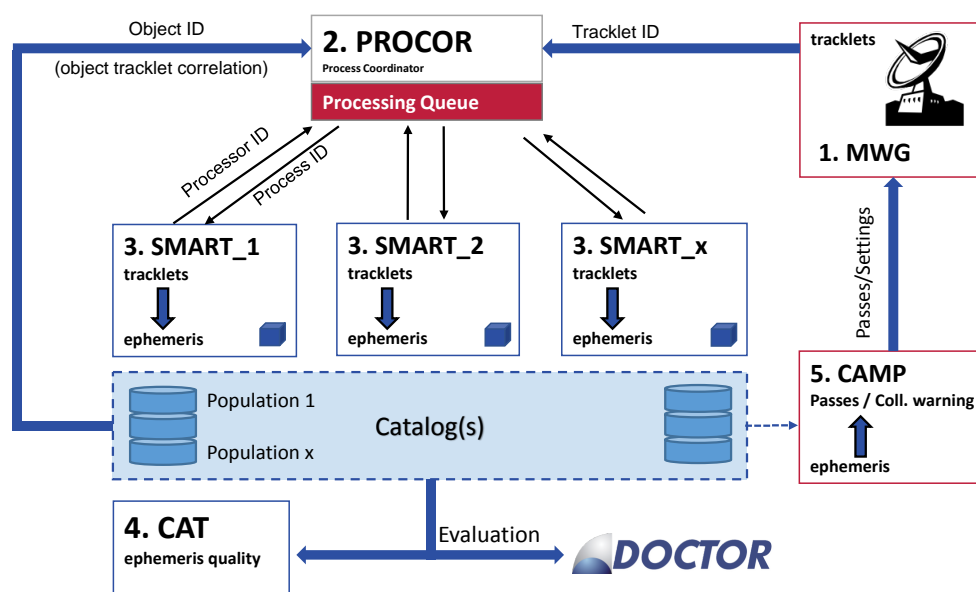 Object ID
(object tracklet correlation)
2. PROCOR
Process Coordinator
Processing Queue
Tracklet ID
tracklets
1. MWG
Processor ID
Process ID
3. SMART_1
tracklets
ephemeris
3. SMART_2
tracklets
ephemeris
3. SMART_x
tracklets
ephemeris
Passes/Settings
Population 1
Catalog(s)
Population x
5. CAMP
Passes / Coll. warning
ephemeris
4. CAT
ephemeris quality
Evaluation
DOCTOR